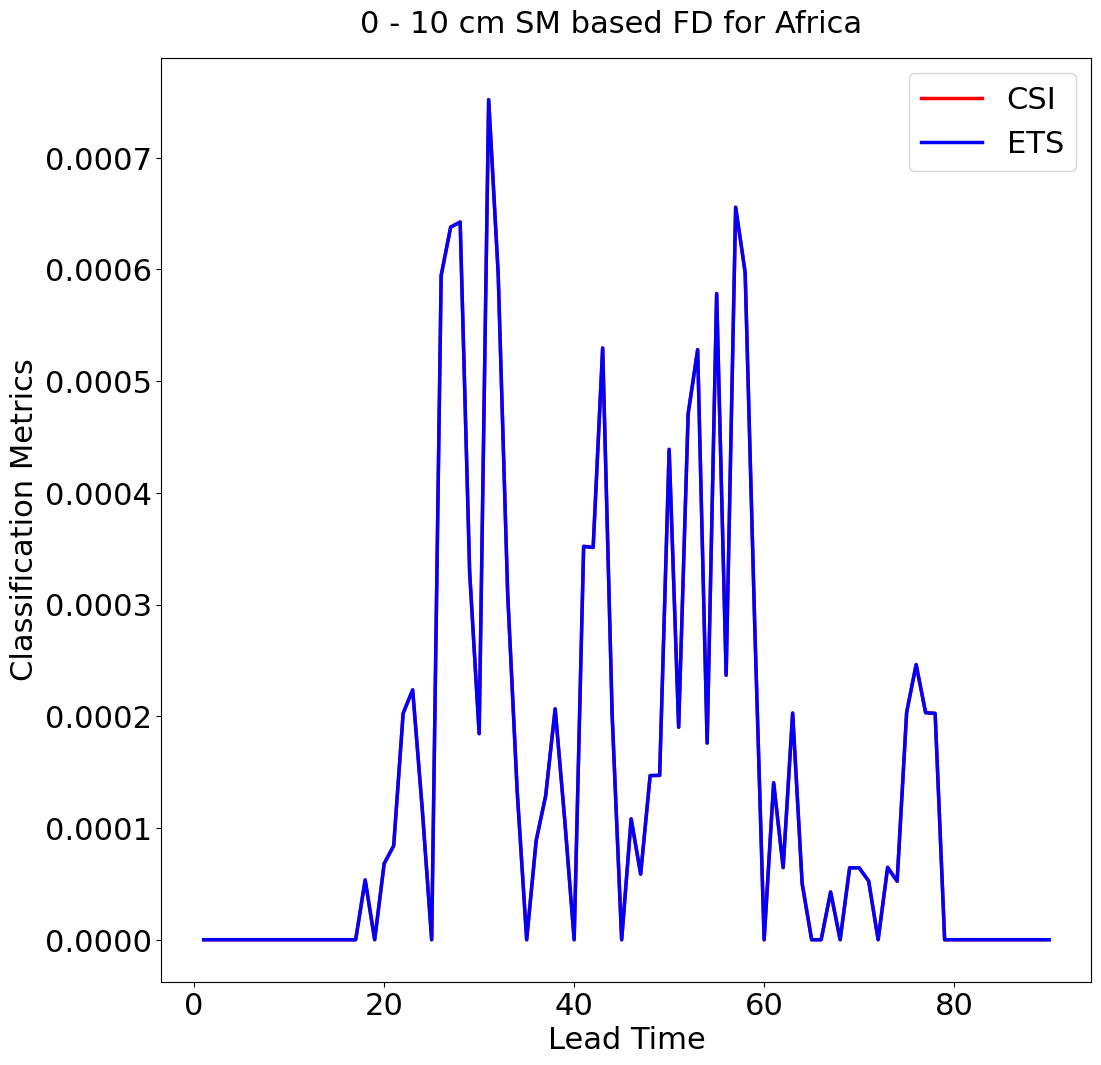 0 - 10 cm SM based FD for Africa
CSI
ETS
Classification Metrics
0.0007
0.0006
0.0005
0.0004
0.0003
0.0002
0.0001
0.0000
0 20 40 60 80
Lead Time